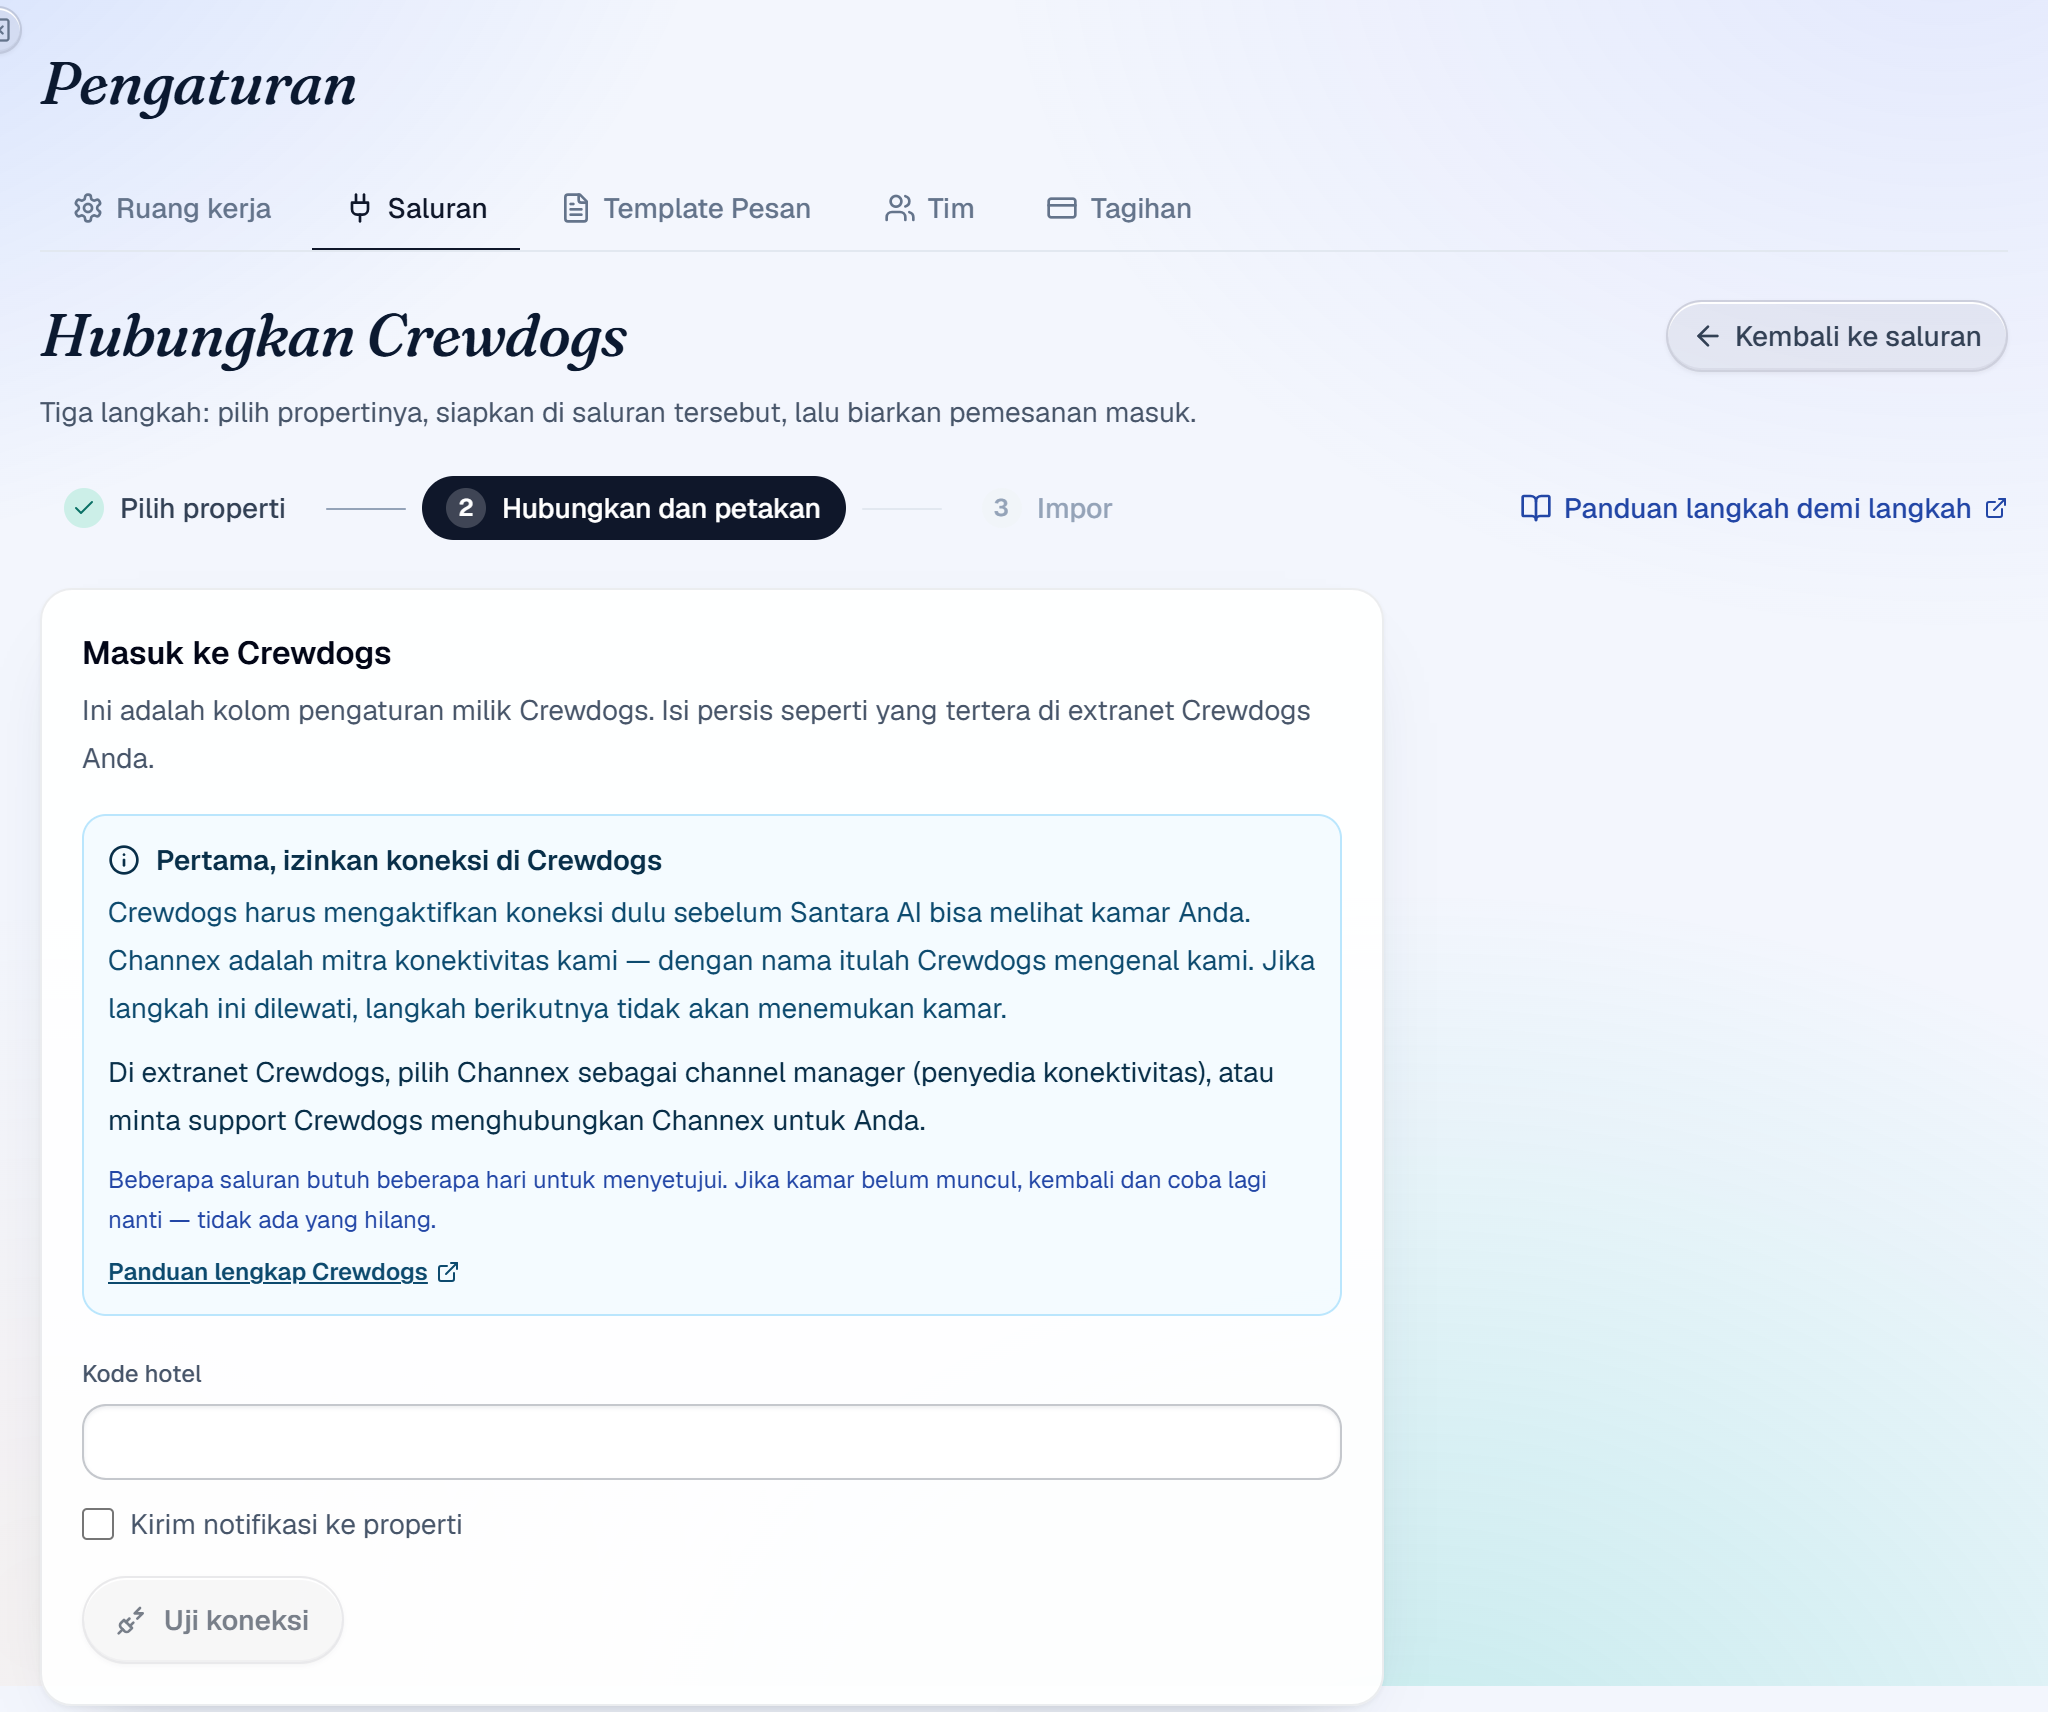 Pengaturan
Ruang kerja
Saluran
Template Pesan
Tim
Tagihan
Hubungkan Crewdogs
Kembali ke saluran
Tiga langkah: pilih propertinya, siapkan di saluran tersebut, lalu biarkan pemesanan masuk.
Pilih properti
2 Hubungkan dan petakan
3 Impor
Panduan langkah demi langkah
Masuk ke Crewdogs
Ini adalah kolom pengaturan milik Crewdogs. Isi persis seperti yang tertera di extranet Crewdogs
Anda.
Pertama, izinkan koneksi di Crewdogs
Crewdogs harus mengaktifkan koneksi dulu sebelum Santara AI bisa melihat kamar Anda.
Channex adalah mitra konektivitas kami — dengan nama itulah Crewdogs mengenal kami. Jika
langkah ini dilewati, langkah berikutnya tidak akan menemukan kamar.
Di extranet Crewdogs, pilih Channex sebagai channel manager (penyedia konektivitas), atau
minta support Crewdogs menghubungkan Channex untuk Anda.
Beberapa saluran butuh beberapa hari untuk menyetujui. Jika kamar belum muncul, kembali dan coba lagi
nanti — tidak ada yang hilang.
Panduan lengkap Crewdogs
Kode hotel
Kirim notifikasi ke properti
Uji koneksi